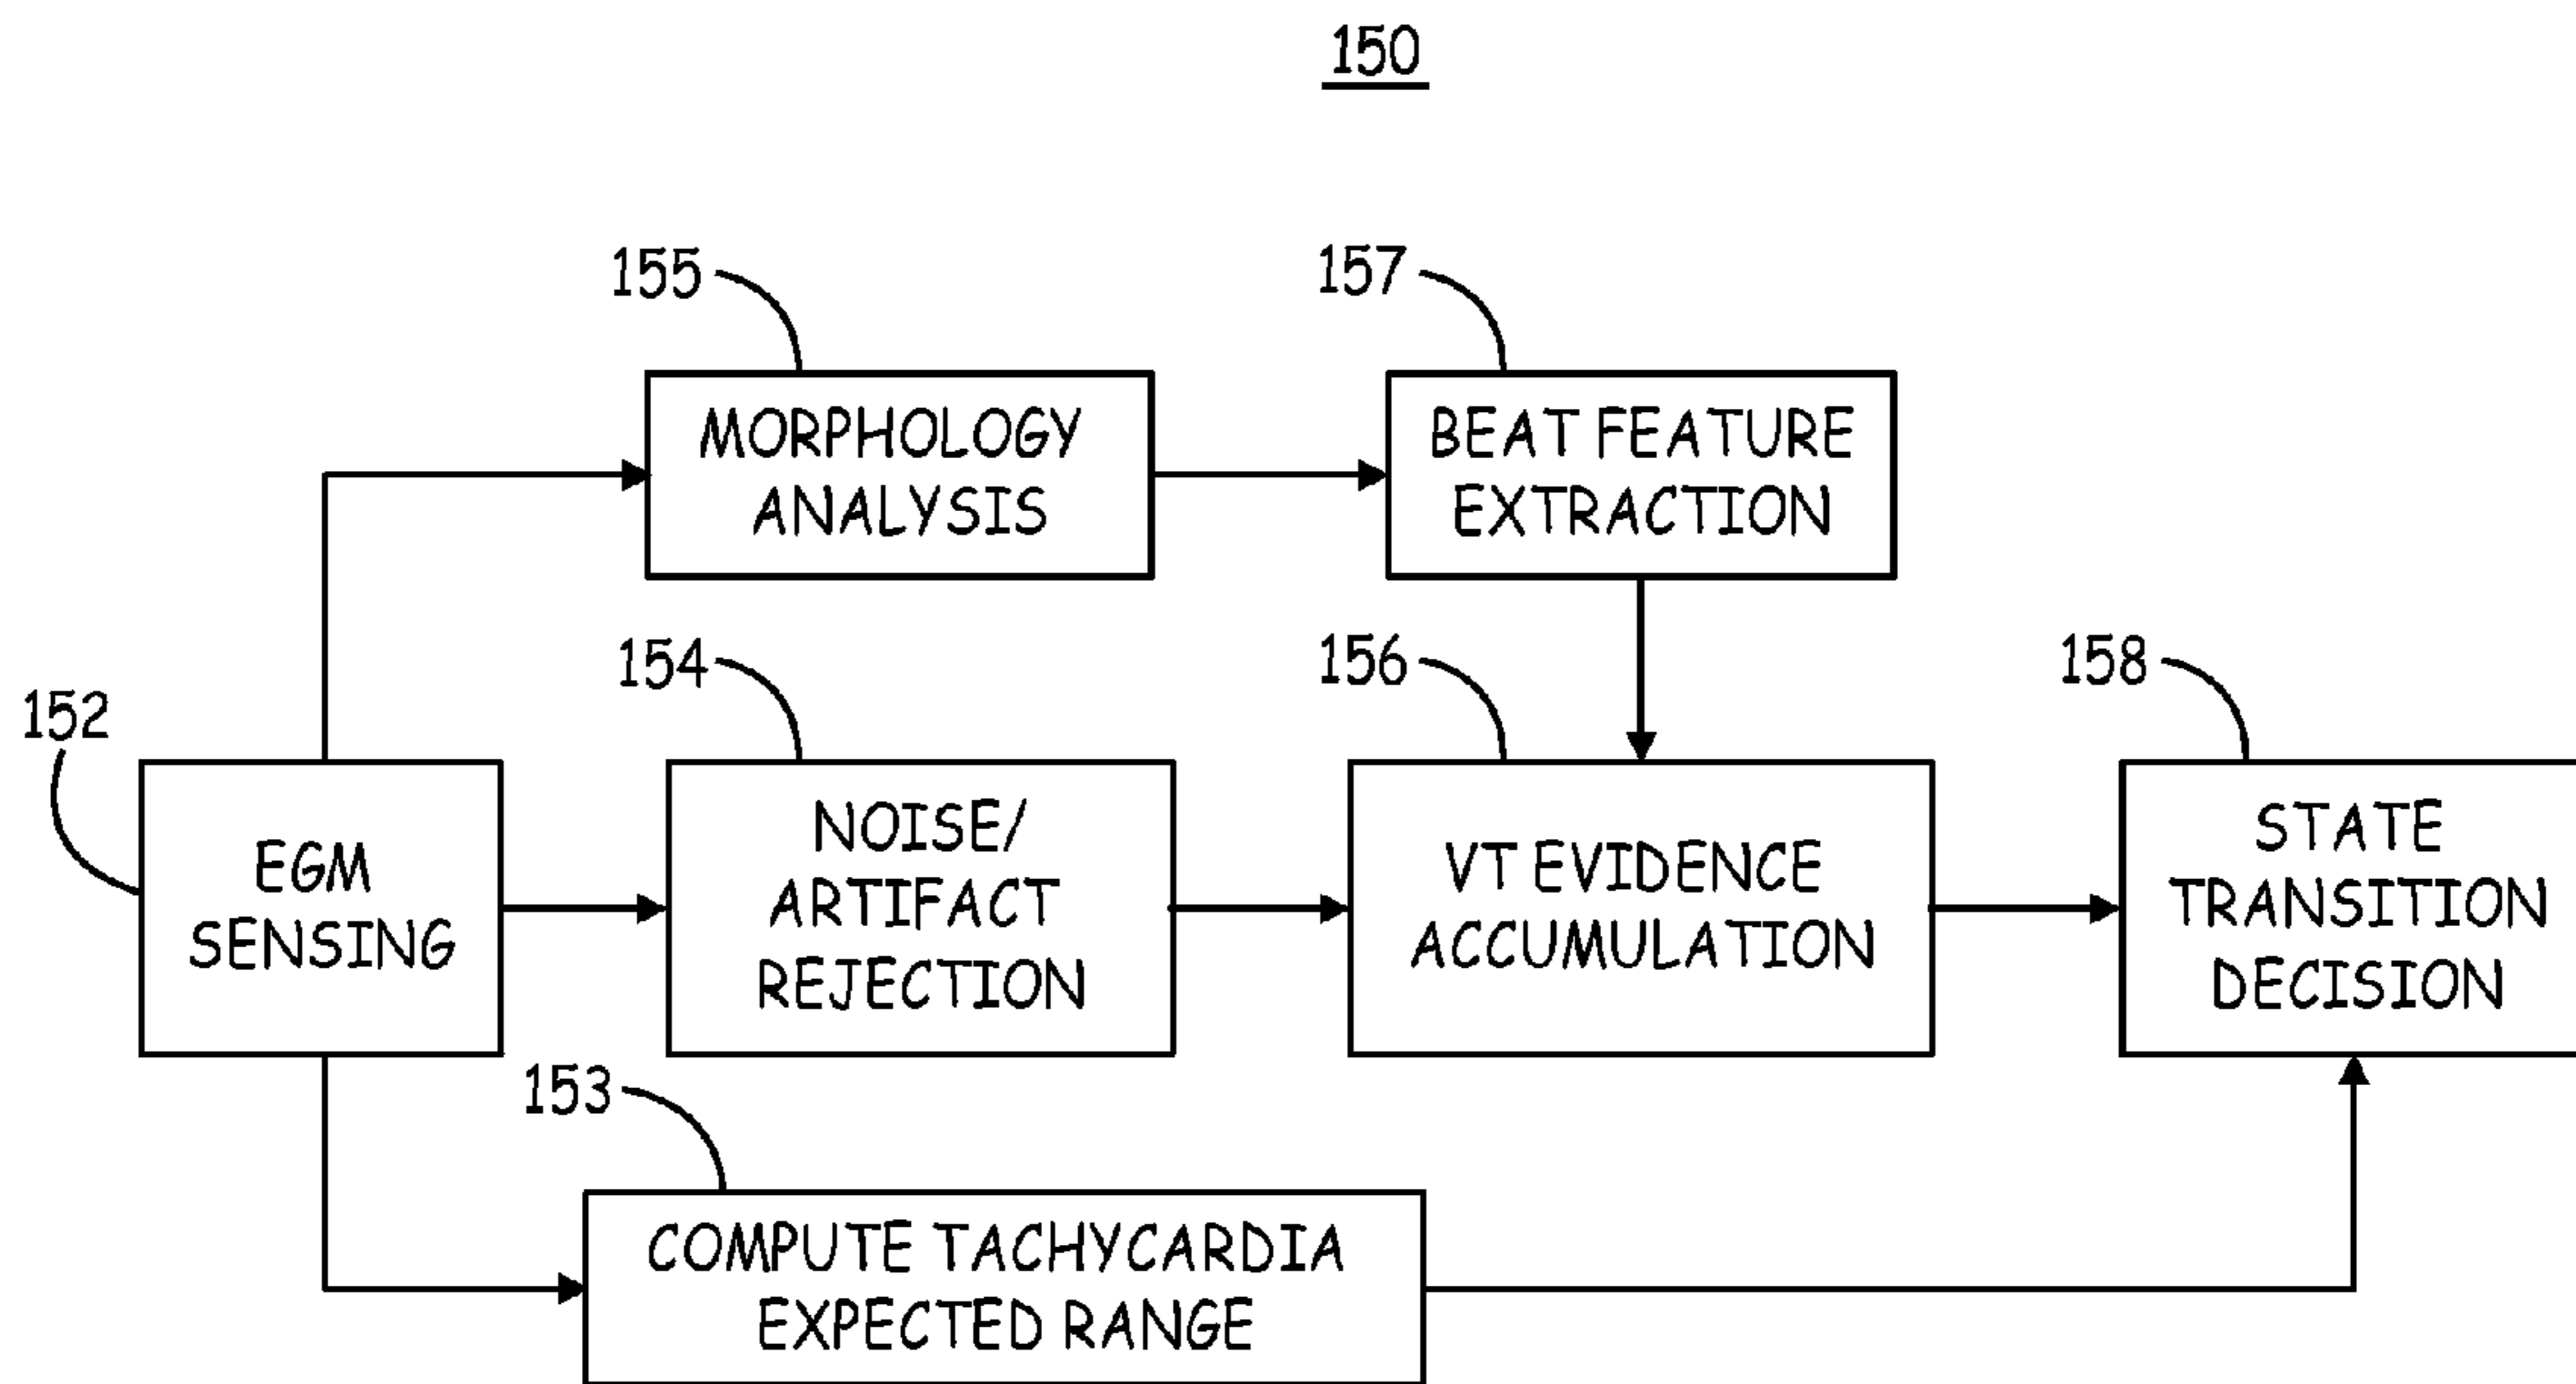 150
155
157
MORPHOLOGY
ANALYSIS
BEAT FEATURE
EXTRACTION
152
154
156
158
EGM
SENSING
NOISE/
ARTIFACT
REJECTION
VT EVIDENCE
ACCUMULATION
STATE
TRANSITION
DECISION
153
COMPUTE TACHYCARDIA
EXPECTED RANGE